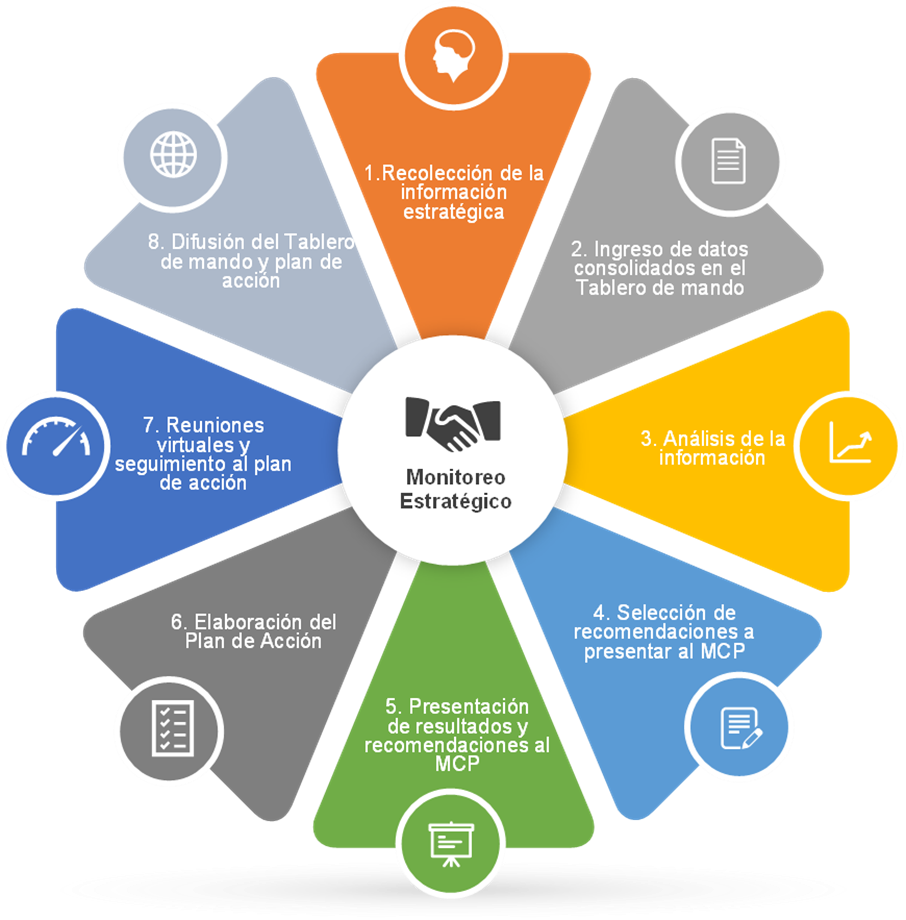 1.Recolección de la
información
estratégica
2. Ingreso de datos
consolidados en el
Tablero de mando
3. Análisis de la
información
4. Selección de
recomendaciones a
presentar al MCP
5. Presentación
de resultados y
recomendaciones al
MCP
6. Elaboración del
Plan de Acción
7. Reuniones
virtuales y
seguimiento al plan
de acción
8. Difusión del Tablero
de mando y plan de
acción
Monitoreo
Estratégico